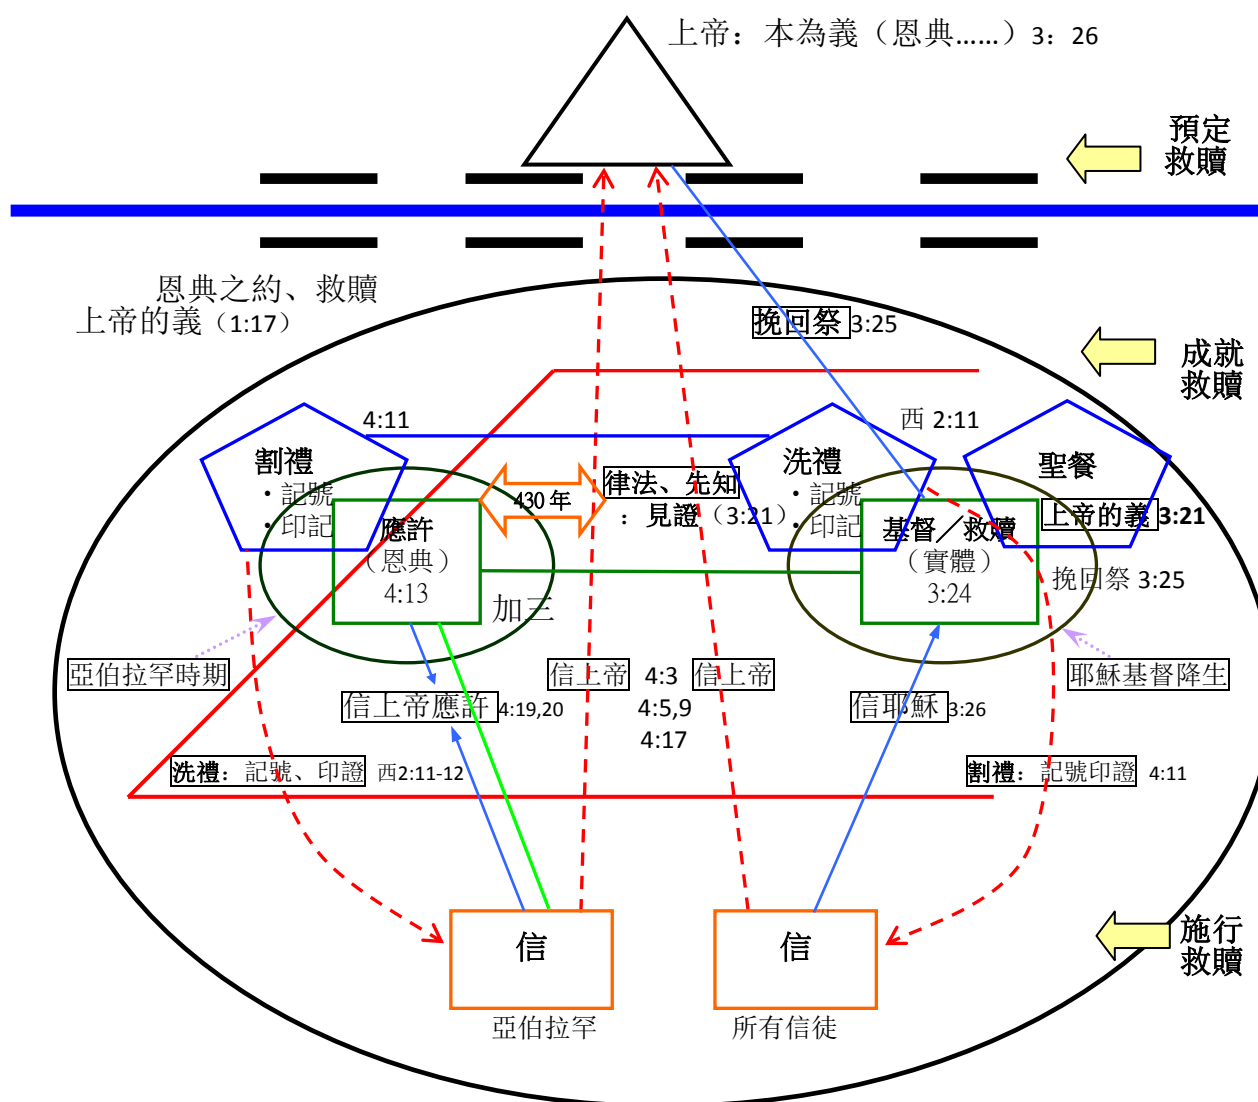 上帝：本為義（恩典……）3：26
預定
救贖
恩典之約、救贖
上帝的義（1:17）
挽回祭 3:25
成就
救贖
4:11
西 2:11
割禮
・記號
・印記
430 年
律法、先知
：見證（3:21）
洗禮
・記號
・印記
聖餐
上帝的義 3:21
應許
（恩典）
4:13
基督／救贖
（實體）
3:24
挽回祭 3:25
加三
亞伯拉罕時期
信上帝應許 4:19,20
信上帝 4:3 信上帝
4:5,9
4:17
信耶穌 3:26
耶穌基督降生
洗禮：記號、印證 西2:11-12
割禮：記號印證 4:11
信
信
施行
救贖
亞伯拉罕
所有信徒